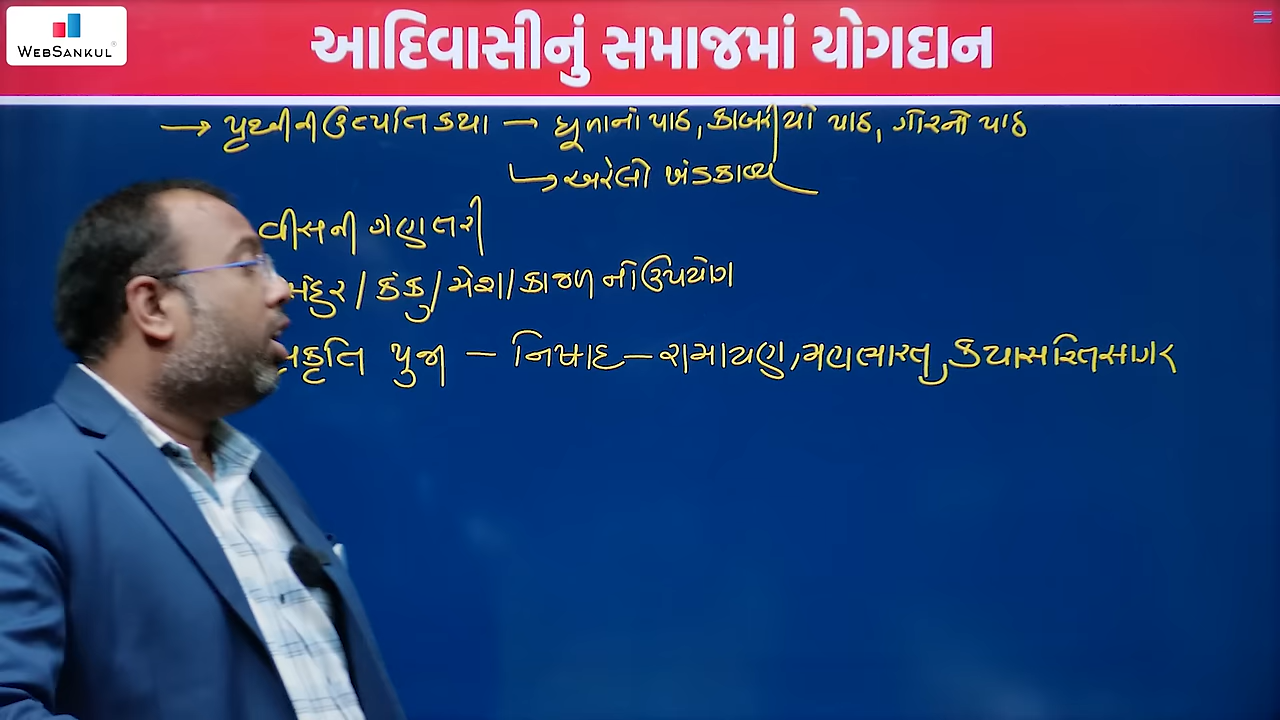 WEBSANKUL®
આદિવાસીનું સમાજમાં યોગદાન
→ પૃથ્વીની ઉત્પતિ કથા → ધૂળાનો પાઠ, કાબરીયો પાઠ, ગોરનો પાઠ
↳ અરેલો ખંડકાવ્ય
વીસની ગણતરી
/ કંકુ / મેશ / કાજળ નો ઉપયોગ
પુજા – નિષાદ – રામાયણ, મહાભારત, કથાસરિતસાગર